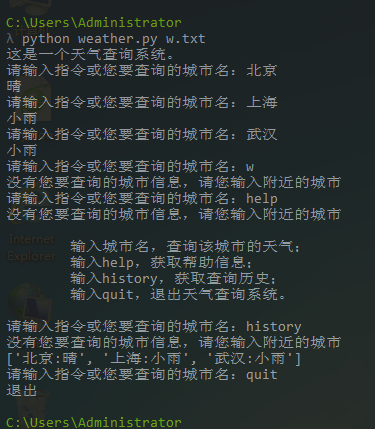 C:\Users\Administrator
λ python weather.py w.txt
这是一个天气查询系统。
请输入指令或您要查询的城市名：北京
晴
请输入指令或您要查询的城市名：上海
小雨
请输入指令或您要查询的城市名：武汉
小雨
请输入指令或您要查询的城市名：w
没有您要查询的城市信息，请您输入附近的城市
请输入指令或您要查询的城市名：help
没有您要查询的城市信息，请您输入附近的城市
Internet
Explorer
输入城市名，查询该城市的天气；
输入help，获取帮助信息；
输入history，获取查询历史；
输入quit，退出天气查询系统。
请输入指令或您要查询的城市名：history
没有您要查询的城市信息，请您输入附近的城市
['北京:晴', '上海:小雨', '武汉:小雨']
请输入指令或您要查询的城市名：quit
退出
C:\Users\Administrator